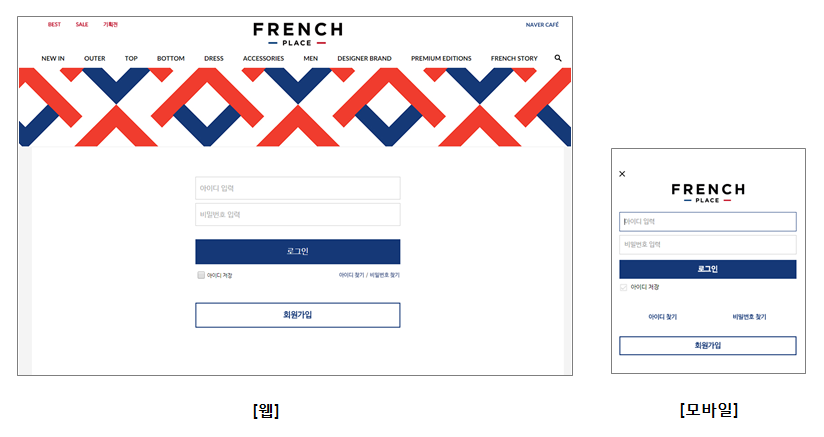 BEST SALE 기획전
FRENCH
PLACE
NAVER CAFÉ
NEW IN OUTER TOP BOTTOM DRESS ACCESSORIES MEN DESIGNER BRAND PREMIUM EDITIONS FRENCH STORY
아이디 입력
비밀번호 입력
로그인
아이디 저장 아이디 찾기 / 비밀번호 찾기
회원가입
[웹]
×
FRENCH
PLACE
아이디 입력
비밀번호 입력
로그인
아이디 저장
아이디 찾기 비밀번호 찾기
회원가입
[모바일]